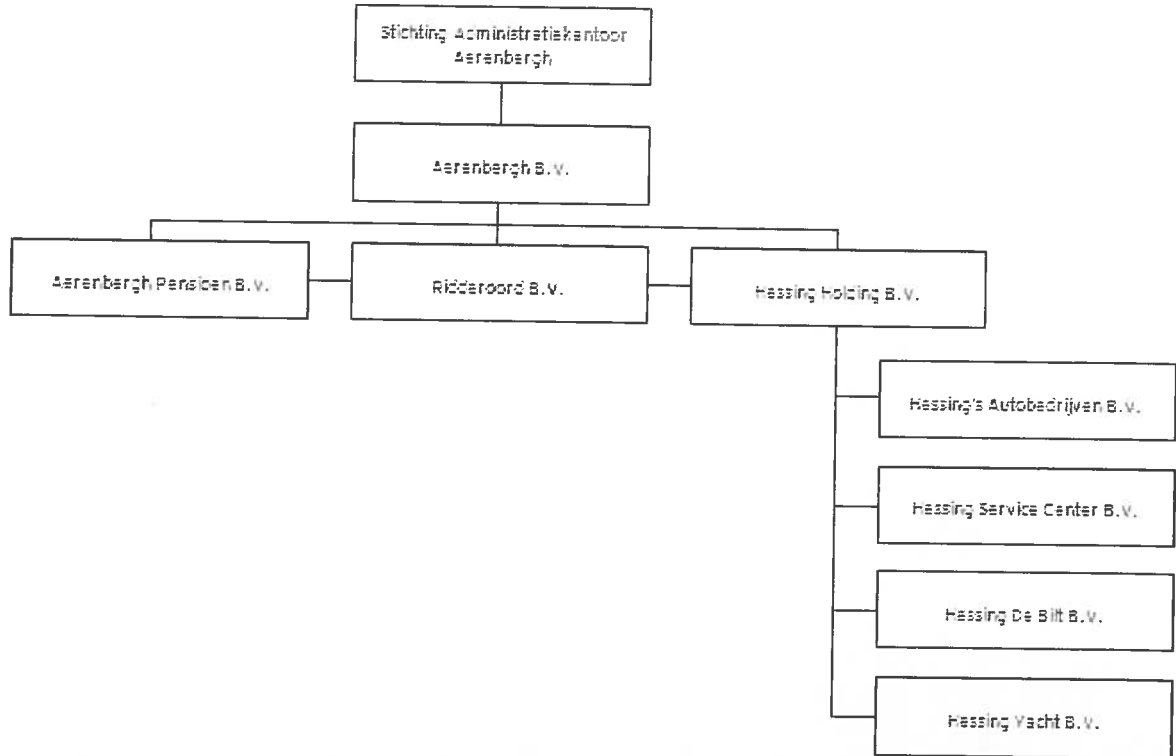 Stichting Administratiekantoor
Aerenbergh
Aerenbergh B.V.
Aerenbergh Pensioen B.V.
Ridderoord B.V.
Hessing Holding B.V.
Hessing's Autobedrijven B.V.
Hessing Service Center B.V.
Hessing De Bilt B.V.
Hessing Yacht B.V.